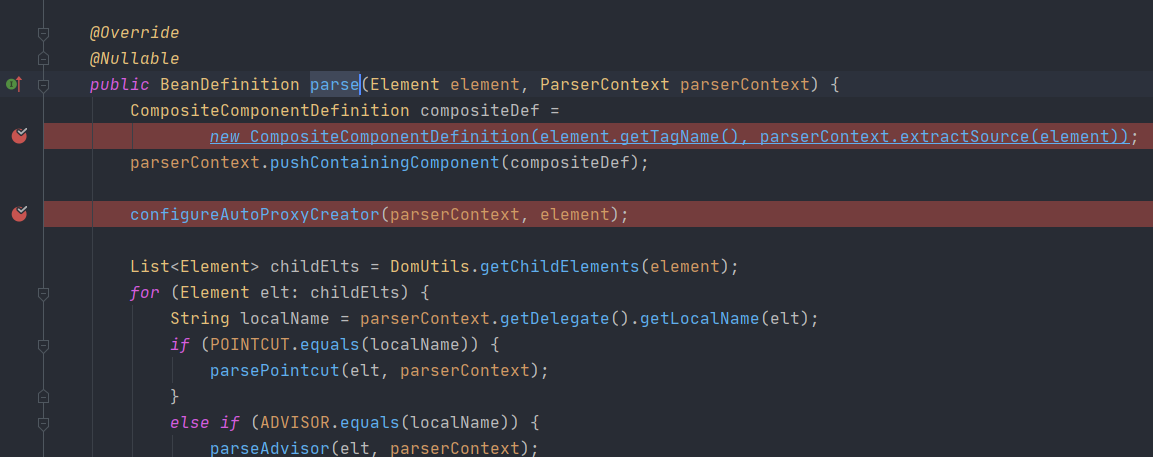 @Override
@Nullable
public BeanDefinition parse(Element element, ParserContext parserContext) {
CompositeComponentDefinition compositeDef =
new CompositeComponentDefinition(element.getTagName(), parserContext.extractSource(element));
parserContext.pushContainingComponent(compositeDef);
configureAutoProxyCreator(parserContext, element);
List<Element> childElts = DomUtils.getChildElements(element);
for (Element elt: childElts) {
String localName = parserContext.getDelegate().getLocalName(elt);
if (POINTCUT.equals(localName)) {
parsePointcut(elt, parserContext);
}
else if (ADVISOR.equals(localName)) {
parseAdvisor(elt, parserContext);